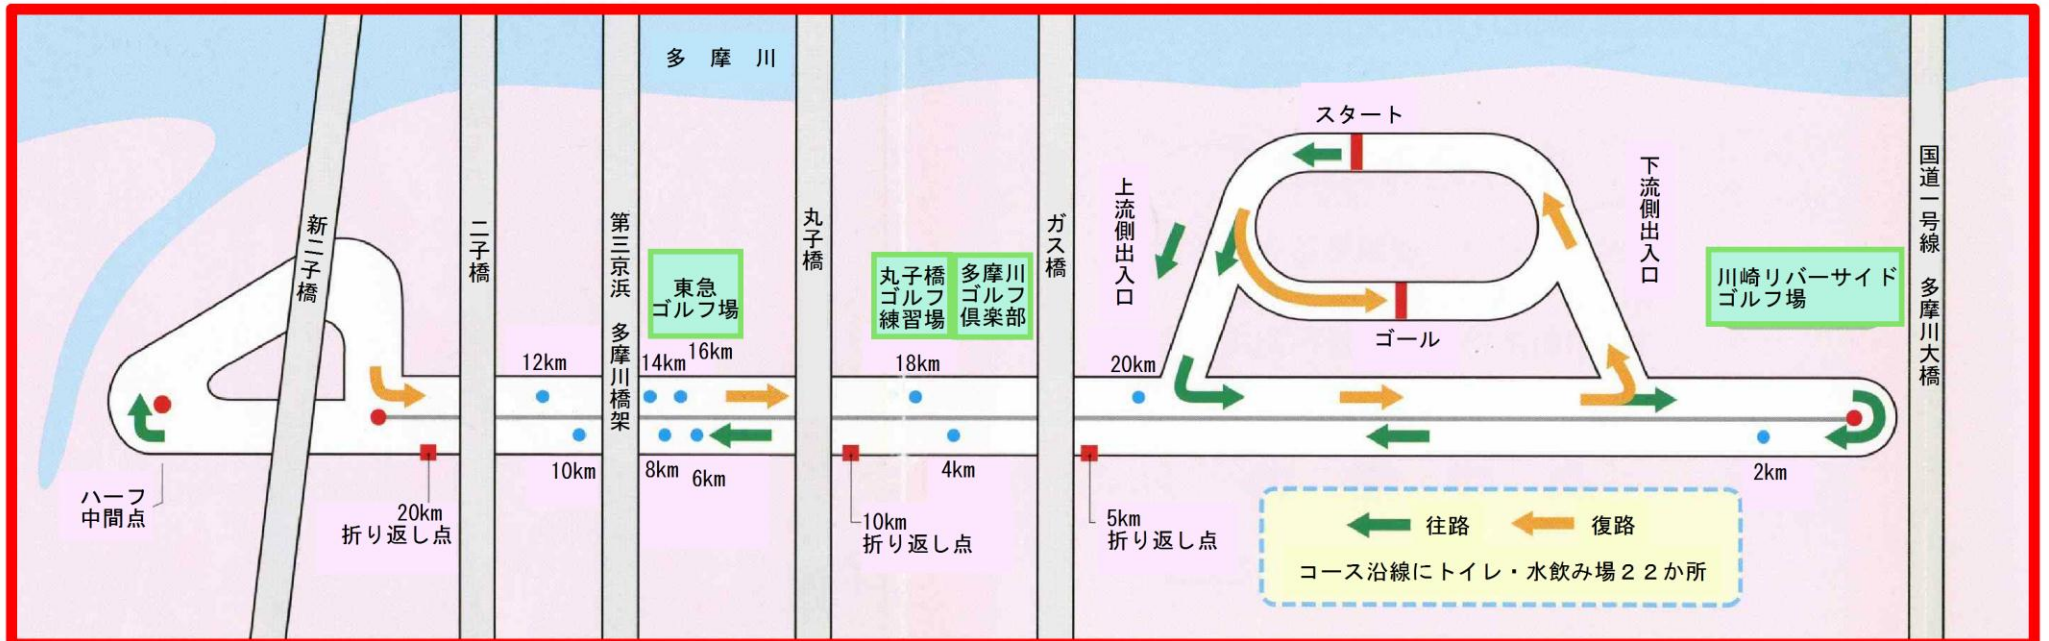 多摩川
スタート
上流側出入口
下流側出入口
国道一号線 多摩川大橋
新二子橋
二子橋
第三京浜 多摩川橋架
丸子橋
ガス橋
東急
ゴルフ場
丸子橋
ゴルフ
練習場
多摩川
ゴルフ
倶楽部
川崎リバーサイド
ゴルフ場
ゴール
12km
14km
16km
18km
20km
10km
8km
6km
4km
2km
ハーフ
中間点
20km
折り返し点
10km
折り返し点
5km
折り返し点
往路
復路
コース沿線にトイレ・水飲み場２２か所